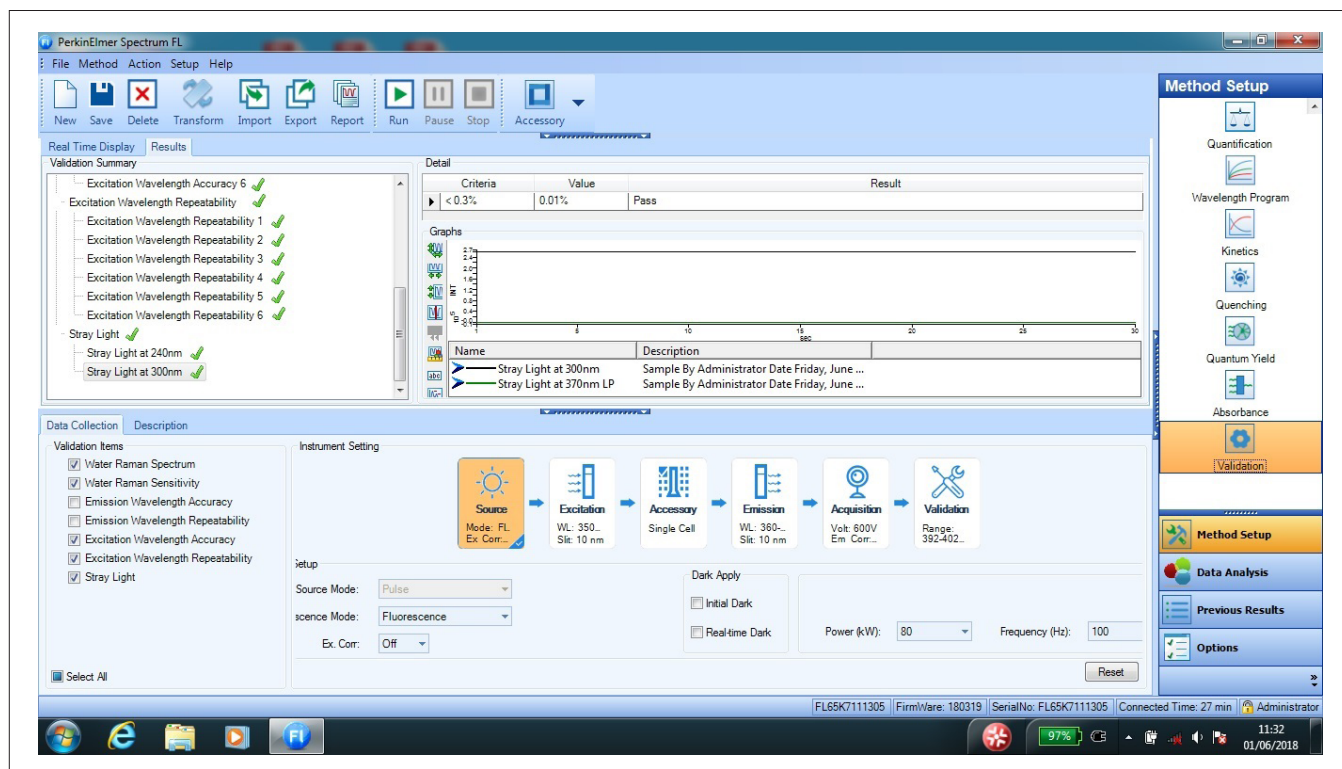 PerkinElmer Spectrum FL
File Method Action Setup Help
New Save Delete Transform Import Export Report Run Pause Stop Accessory
Real Time Display Results
Validation Summary
Excitation Wavelength Accuracy 6
Excitation Wavelength Repeatability
Excitation Wavelength Repeatability 1
Excitation Wavelength Repeatability 2
Excitation Wavelength Repeatability 3
Excitation Wavelength Repeatability 4
Excitation Wavelength Repeatability 5
Excitation Wavelength Repeatability 6
Stray Light
Stray Light at 240nm
Stray Light at 300nm
Detail
Criteria Value Result
< 0.3% 0.01% Pass
Graphs
INT
1 5 10 15 20 25 30
sec
Name Description
Stray Light at 300nm Sample By Administrator Date Friday, June ...
Stray Light at 370nm LP Sample By Administrator Date Friday, June ...
Data Collection Description
Validation Items
Water Raman Spectrum
Water Raman Sensitivity
Emission Wavelength Accuracy
Emission Wavelength Repeatability
Excitation Wavelength Accuracy
Excitation Wavelength Repeatability
Stray Light
Select All
Instrument Setting
Source
Mode: FL
Ex Corr:...
Excitation
WL: 350...
Slit: 10 nm
Accessory
Single Cell
Emission
WL: 360-...
Slit: 10 nm
Acquisition
Volt: 600V
Em Corr:...
Validation
Range:
392-402...
Setup
Source Mode: Pulse
scence Mode: Fluorescence
Ex. Corr: Off
Dark Apply
Initial Dark
Real-time Dark
Power (kW): 80 Frequency (Hz): 100
Reset
Method Setup
Quantification
Wavelength Program
Kinetics
Quenching
Quantum Yield
Absorbance
Validation
Method Setup
Data Analysis
Previous Results
Options
FL65K7111305 FirmWare: 180319 SerialNo: FL65K7111305 Connected Time: 27 min Administrator
97%
11:32
01/06/2018